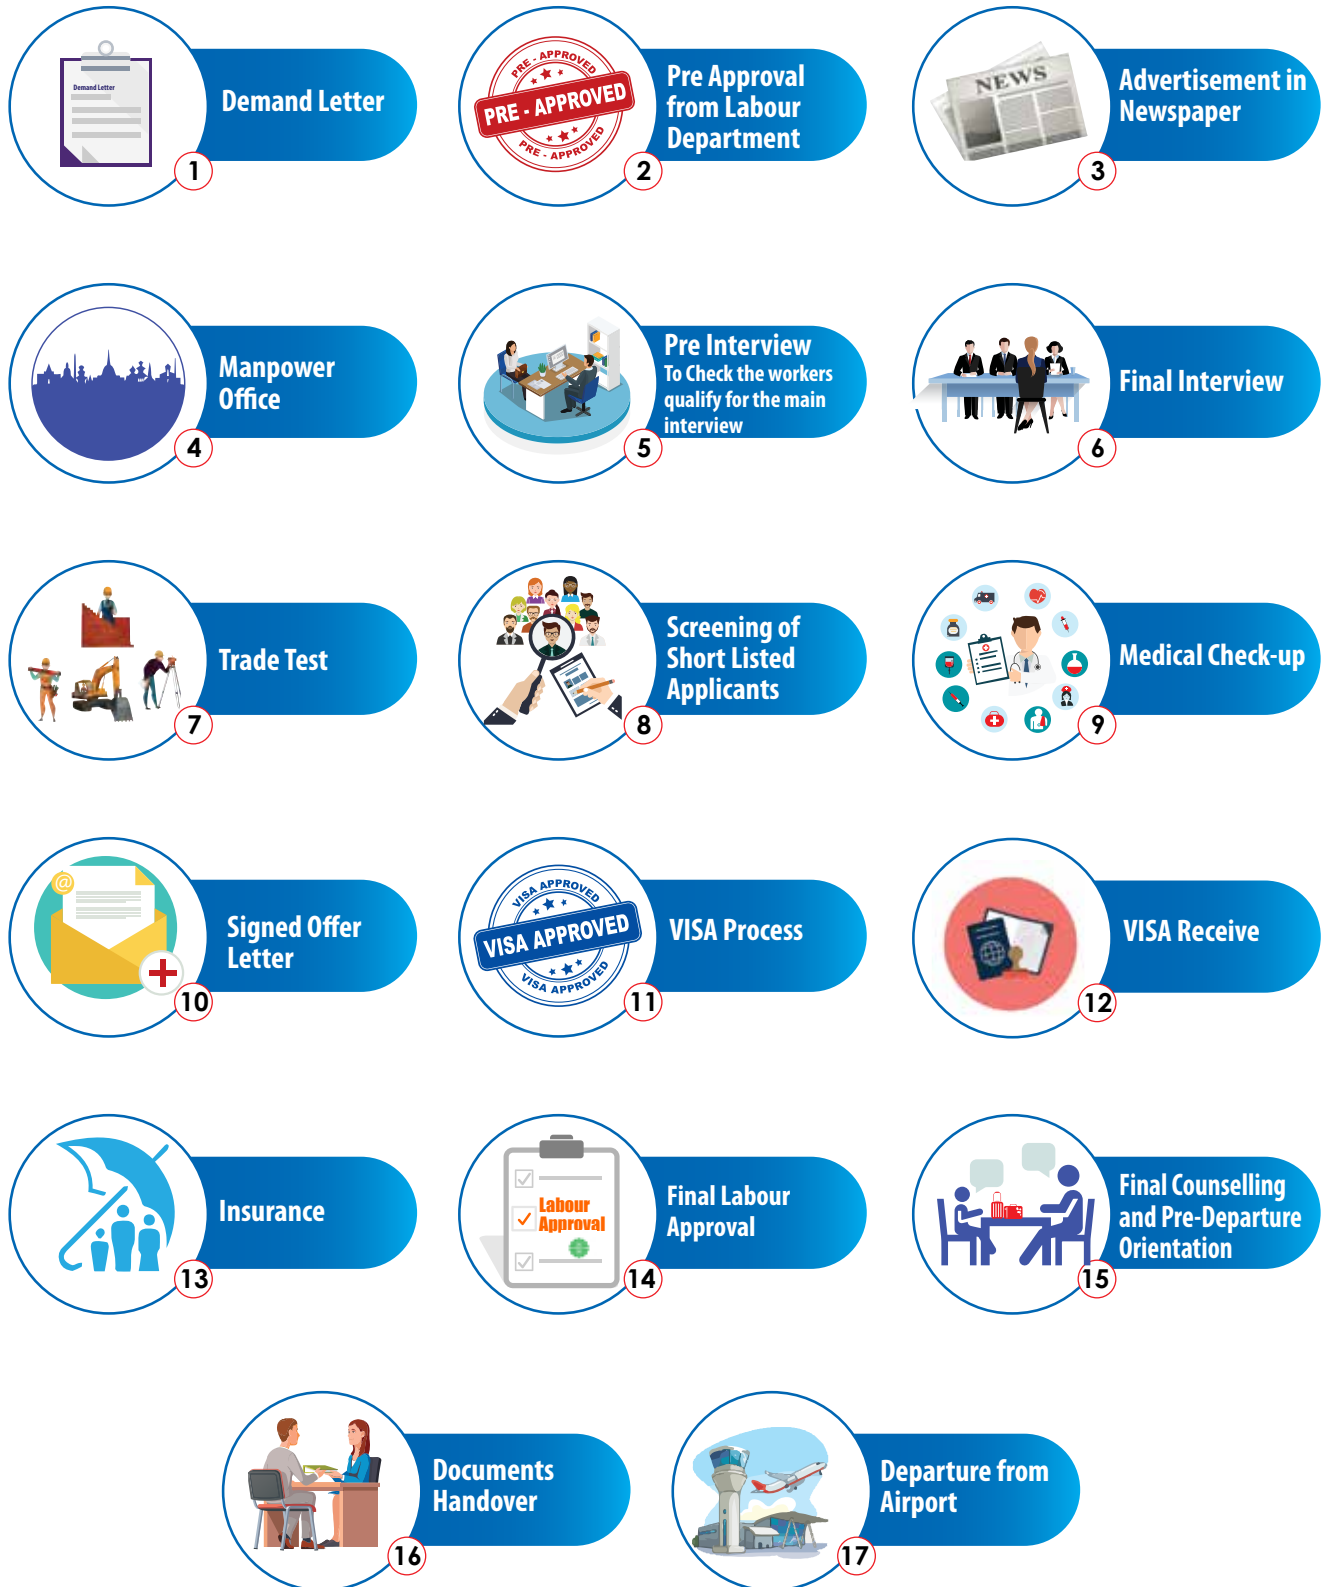 Demand Letter
Demand Letter
1
PRE - APPROVED
PRE - APPROVED
PRE - APPROVED
Pre Approval
from Labour
Department
2
NEWS
Advertisement in
Newspaper
3
Manpower
Office
4
Pre Interview
To Check the workers
qualify for the main
interview
5
Final Interview
6
Trade Test
7
Screening of
Short Listed
Applicants
8
Medical Check-up
9
@
Signed Offer
Letter
10
VISA APPROVED
VISA APPROVED
VISA APPROVED
VISA Process
11
VISA Receive
12
Insurance
13
Labour
Approval
Final Labour
Approval
14
Final Counselling
and Pre-Departure
Orientation
15
Documents
Handover
16
Departure from
Airport
17